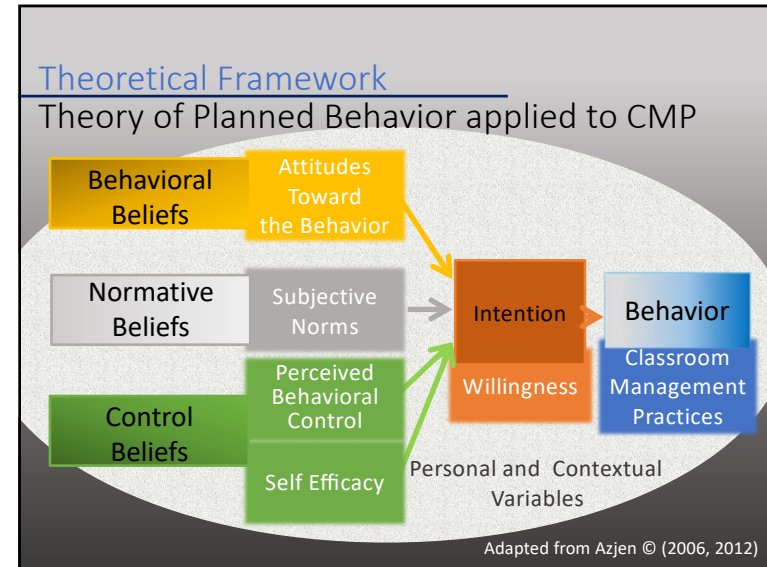 Theoretical Framework
Theory of Planned Behavior applied to CMP
Behavioral
Beliefs
Attitudes
Toward
the Behavior
Normative
Beliefs
Subjective
Norms
Control
Beliefs
Perceived
Behavioral
Control
Self Efficacy
Intention
Willingness
Behavior
Classroom
Management
Practices
Personal and Contextual
Variables
Adapted from Azjen © (2006, 2012)